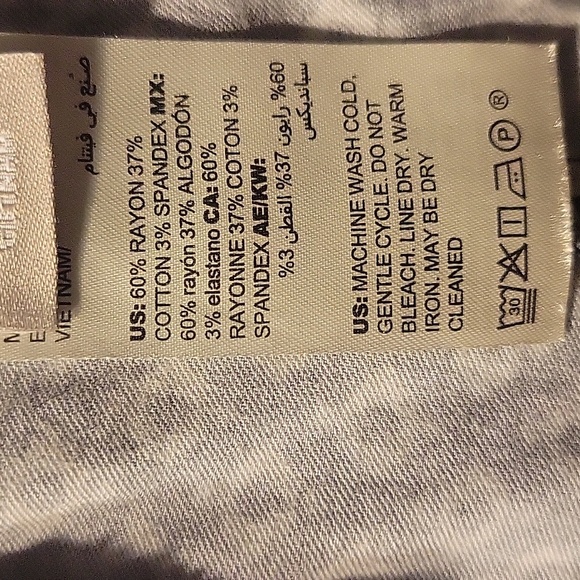 VIETNAM/
صنع في فيتنام
US: 60% RAYON 37%
COTTON 3% SPANDEX MX:
60% rayón 37% ALGODÓN
3% elastano CA: 60%
RAYONNE 37% COTON 3%
SPANDEX AE/KW:
60% رايون 37% القطن 3%
سبانديكس
US: MACHINE WASH COLD,
GENTLE CYCLE. DO NOT
BLEACH. LINE DRY. WARM
IRON. MAY BE DRY
CLEANED
30 P ®